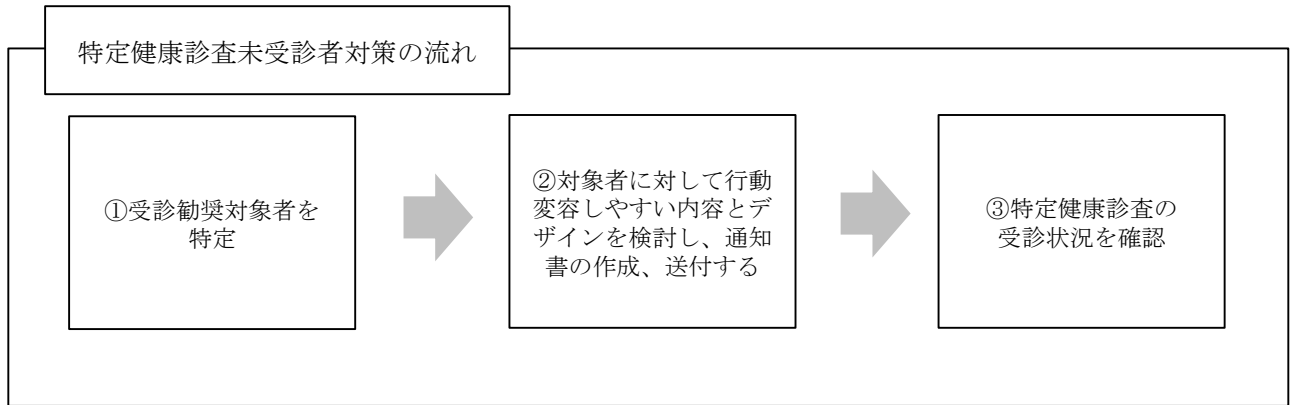 特定健康診査未受診者対策の流れ
①受診勧奨対象者を
特定
②対象者に対して行動
変容しやすい内容とデ
ザインを検討し、通知
書の作成、送付する
③特定健康診査の
受診状況を確認